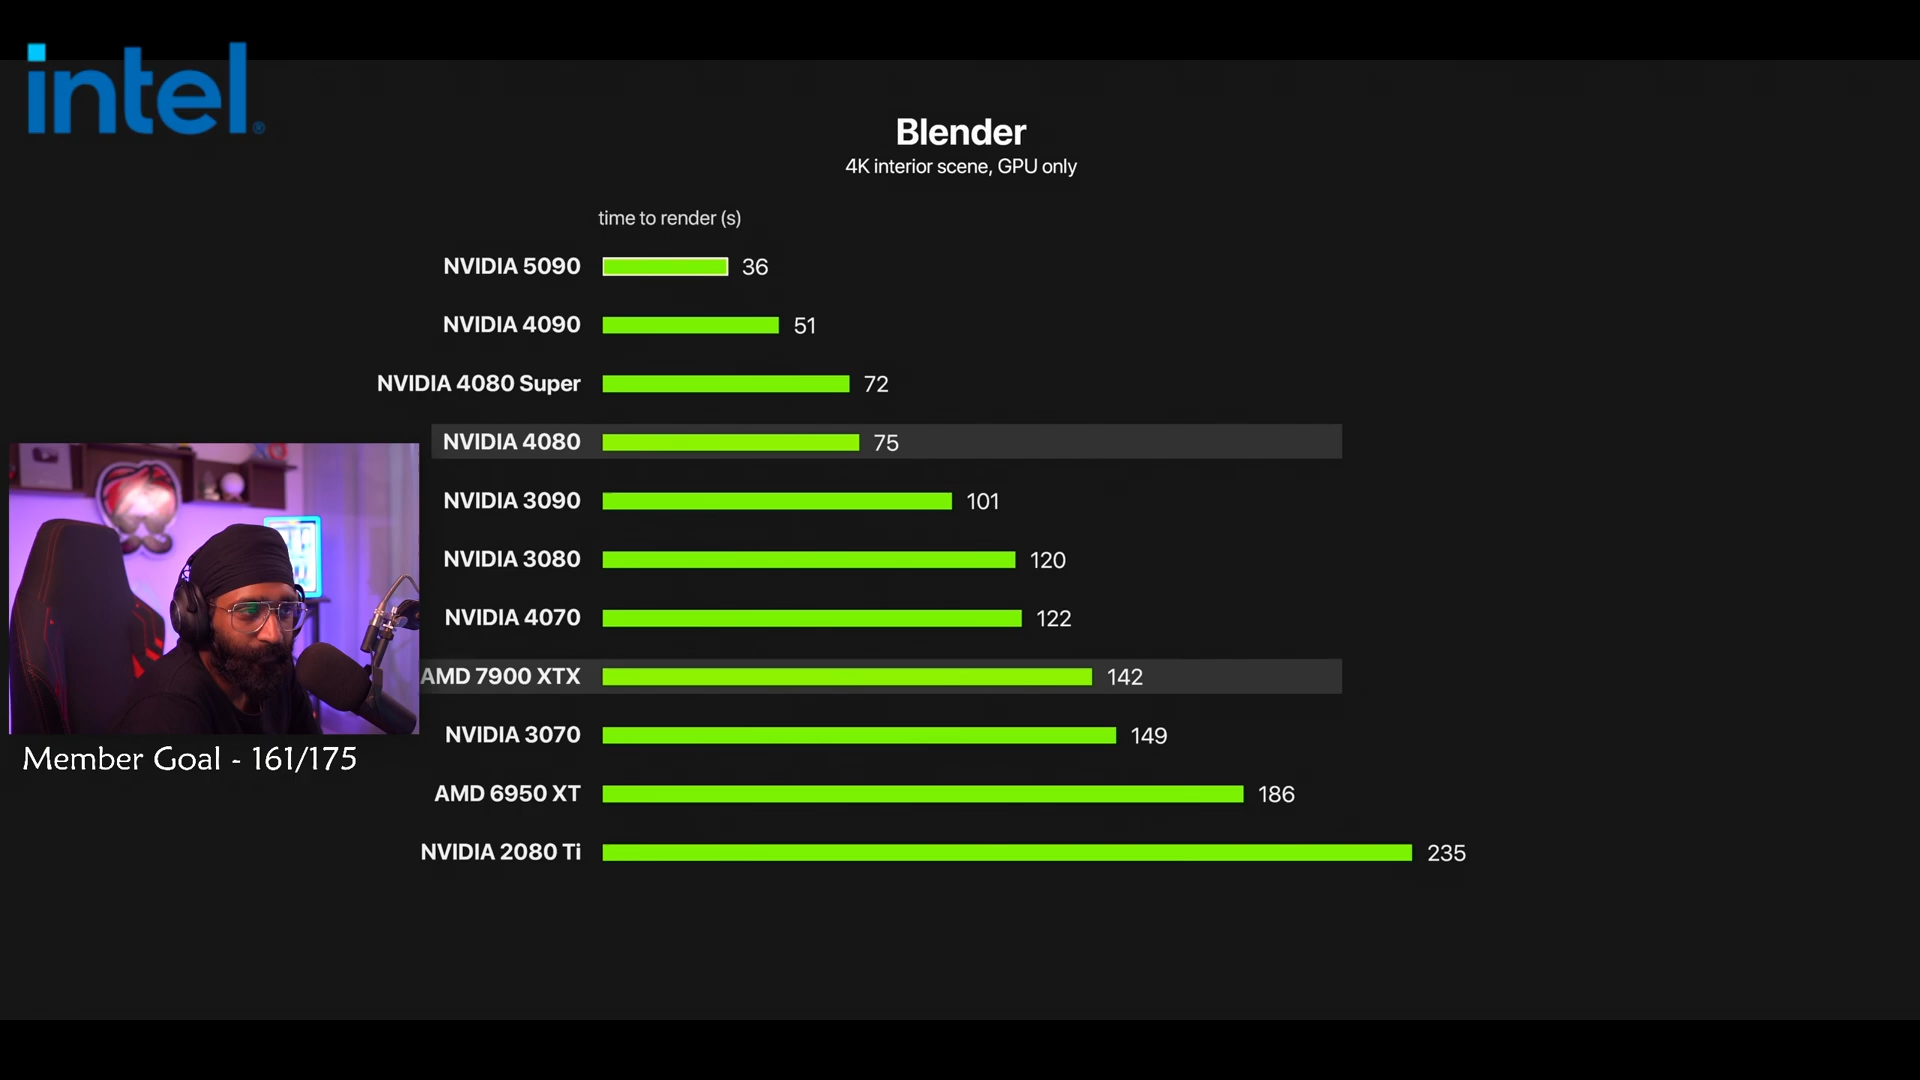 intel
Blender
4K interior scene, GPU only
time to render (s)
NVIDIA 5090 36
NVIDIA 4090 51
NVIDIA 4080 Super 72
NVIDIA 4080 75
NVIDIA 3090 101
NVIDIA 3080 120
NVIDIA 4070 122
AMD 7900 XTX 142
NVIDIA 3070 149
AMD 6950 XT 186
NVIDIA 2080 Ti 235
Member Goal - 161/175